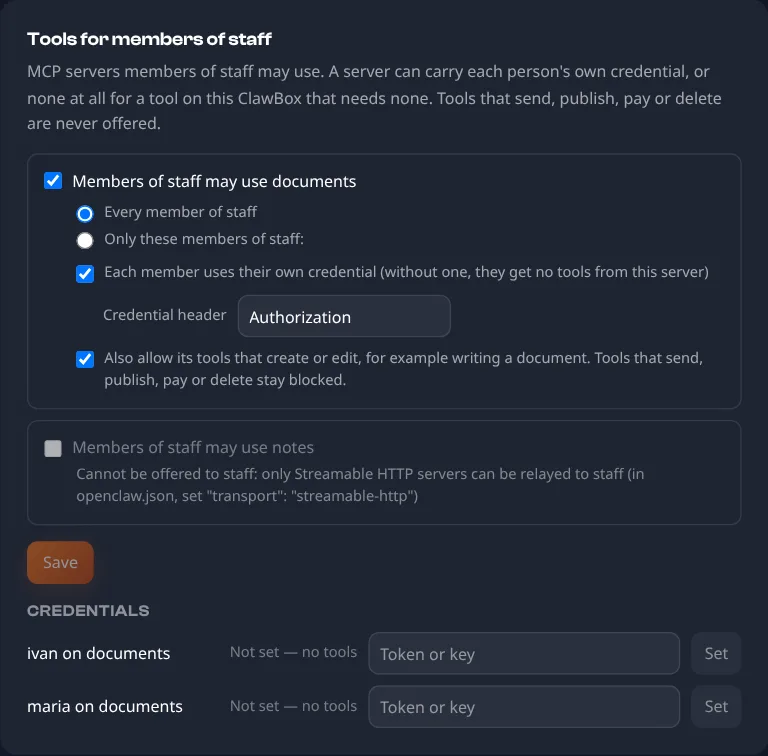 Tools for members of staff
MCP servers members of staff may use. A server can carry each person's own credential, or
none at all for a tool on this ClawBox that needs none. Tools that send, publish, pay or delete
are never offered.
Members of staff may use documents
Every member of staff
Only these members of staff:
Each member uses their own credential (without one, they get no tools from this server)
Credential header Authorization
Also allow its tools that create or edit, for example writing a document. Tools that send,
publish, pay or delete stay blocked.
Members of staff may use notes
Cannot be offered to staff: only Streamable HTTP servers can be relayed to staff (in
openclaw.json, set "transport": "streamable-http")
Save
CREDENTIALS
ivan on documents Not set — no tools Token or key Set
maria on documents Not set — no tools Token or key Set